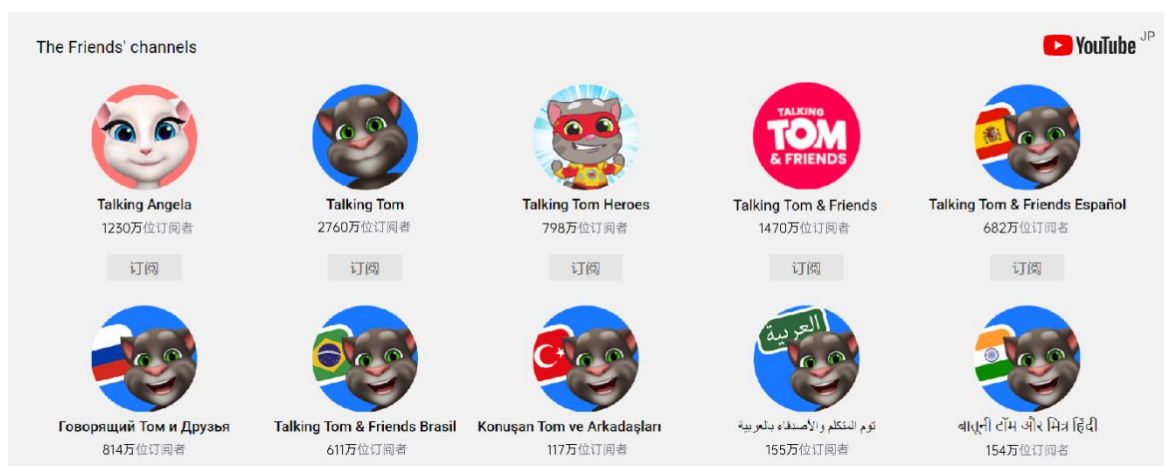 The Friends' channels
YouTube JP
TALKING
TOM
& FRIENDS
Talking Angela
Talking Tom
Talking Tom Heroes
Talking Tom & Friends
Talking Tom & Friends Español
1230万位订阅者
2760万位订阅者
798万位订阅者
1470万位订阅者
682万位订阅者
订阅
订阅
订阅
订阅
订阅
العربية
Говорящий Том и Друзья
Talking Tom & Friends Brasil
Konuşan Tom ve Arkadaşları
توم المتكلم والأصدقاء بالعربية
बातूनी टॉम और मित्र हिंदी
814万位订阅者
611万位订阅者
117万位订阅者
155万位订阅者
154万位订阅者